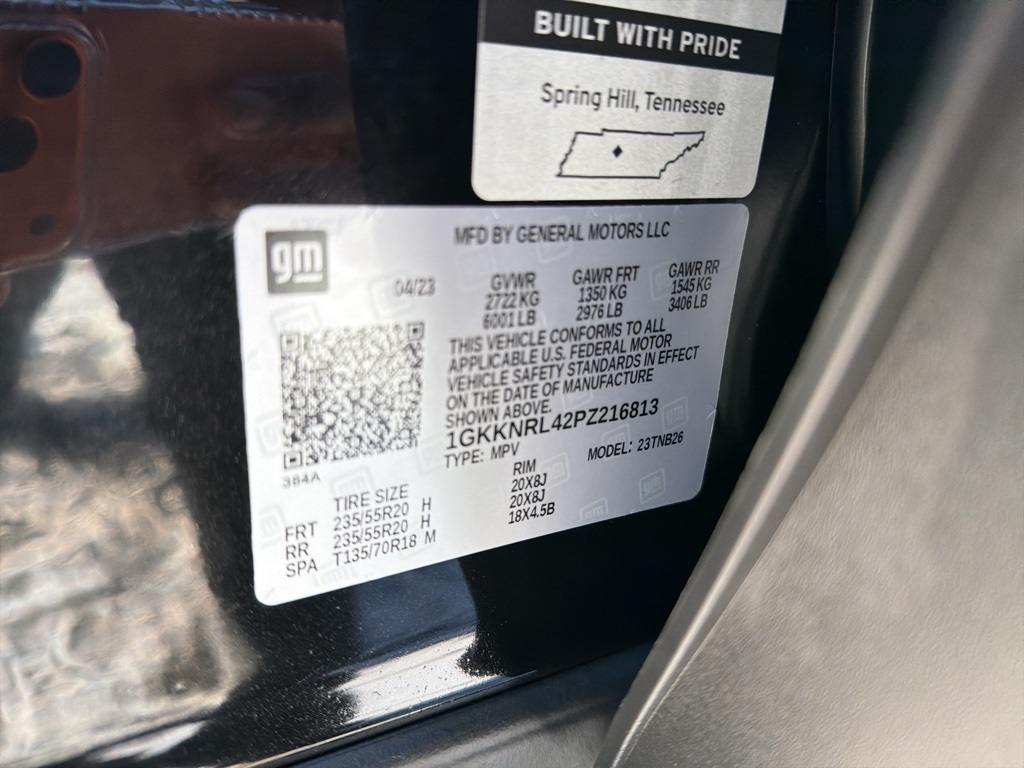 BUILT WITH PRIDE
Spring Hill, Tennessee
gm
MFD BY GENERAL MOTORS LLC
04/23
GVWR GAWR FRT GAWR RR
2722 KG 1350 KG 1545 KG
6001 LB 2976 LB 3406 LB
THIS VEHICLE CONFORMS TO ALL
APPLICABLE U.S. FEDERAL MOTOR
VEHICLE SAFETY STANDARDS IN EFFECT
ON THE DATE OF MANUFACTURE
SHOWN ABOVE.
1GKKNRL42PZ216813
TYPE: MPV MODEL: 23TNB26
3B4A
TIRE SIZE RIM
FRT 235/55R20 H 20X8J
RR 235/55R20 H 20X8J
SPA T135/70R18 M 18X4.5B